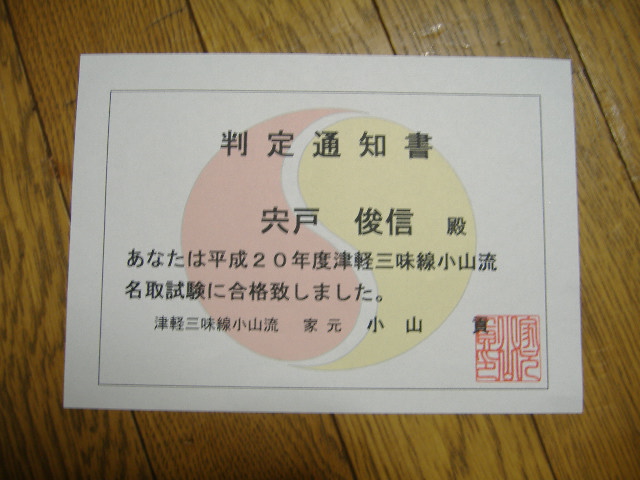 判定通知書
宍戸 俊信 殿
あなたは平成20年度津軽三味線小山流
名取試験に合格致しました。
津軽三味線小山流 家元 小山 貢